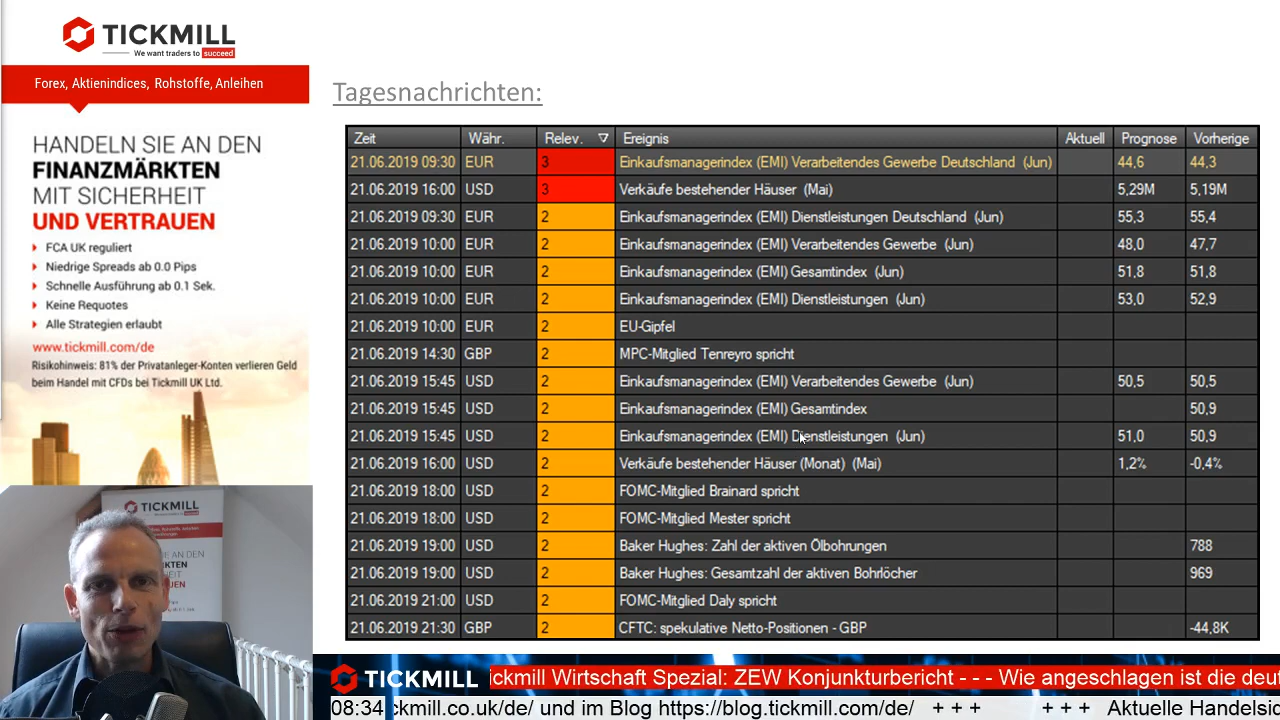 TICKMILL
We want traders to succeed
Forex, Aktienindices, Rohstoffe, Anleihen
HANDELN SIE AN DEN
FINANZMÄRKTEN
MIT SICHERHEIT
UND VERTRAUEN
FCA UK reguliert
Niedrige Spreads ab 0.0 Pips
Schnelle Ausführung ab 0.1 Sek.
Keine Requotes
Alle Strategien erlaubt
www.tickmill.com/de
Risikohinweis: 81% der Privatanleger-Konten verlieren Geld
beim Handel mit CFDs bei Tickmill UK Ltd.
Tagesnachrichten:
Zeit Währ. Relev. Ereignis Aktuell Prognose Vorherige
21.06.2019 09:30 EUR 3 Einkaufsmanagerindex (EMI) Verarbeitendes Gewerbe Deutschland (Jun) 44,6 44,3
21.06.2019 16:00 USD 3 Verkäufe bestehender Häuser (Mai) 5,29M 5,19M
21.06.2019 09:30 EUR 2 Einkaufsmanagerindex (EMI) Dienstleistungen Deutschland (Jun) 55,3 55,4
21.06.2019 10:00 EUR 2 Einkaufsmanagerindex (EMI) Verarbeitendes Gewerbe (Jun) 48,0 47,7
21.06.2019 10:00 EUR 2 Einkaufsmanagerindex (EMI) Gesamtindex (Jun) 51,8 51,8
21.06.2019 10:00 EUR 2 Einkaufsmanagerindex (EMI) Dienstleistungen (Jun) 53,0 52,9
21.06.2019 10:00 EUR 2 EU-Gipfel
21.06.2019 14:30 GBP 2 MPC-Mitglied Tenreyro spricht
21.06.2019 15:45 USD 2 Einkaufsmanagerindex (EMI) Verarbeitendes Gewerbe (Jun) 50,5 50,5
21.06.2019 15:45 USD 2 Einkaufsmanagerindex (EMI) Gesamtindex 50,9
21.06.2019 15:45 USD 2 Einkaufsmanagerindex (EMI) Dienstleistungen (Jun) 51,0 50,9
21.06.2019 16:00 USD 2 Verkäufe bestehender Häuser (Monat) (Mai) 1,2% -0,4%
21.06.2019 18:00 USD 2 FOMC-Mitglied Brainard spricht
21.06.2019 18:00 USD 2 FOMC-Mitglied Mester spricht
21.06.2019 19:00 USD 2 Baker Hughes: Zahl der aktiven Ölbohrungen 788
21.06.2019 19:00 USD 2 Baker Hughes: Gesamtzahl der aktiven Bohrlöcher 969
21.06.2019 21:00 USD 2 FOMC-Mitglied Daly spricht
21.06.2019 21:30 GBP 2 CFTC: spekulative Netto-Positionen - GBP -44,8K
TICKMILL
TICKMILL ickmill Wirtschaft Spezial: ZEW Konjunkturbericht - - - Wie angeschlagen ist die deut
08:34 ckmill.co.uk/de/ und im Blog https://blog.tickmill.com/de/ +++ +++ Aktuelle Handelsid